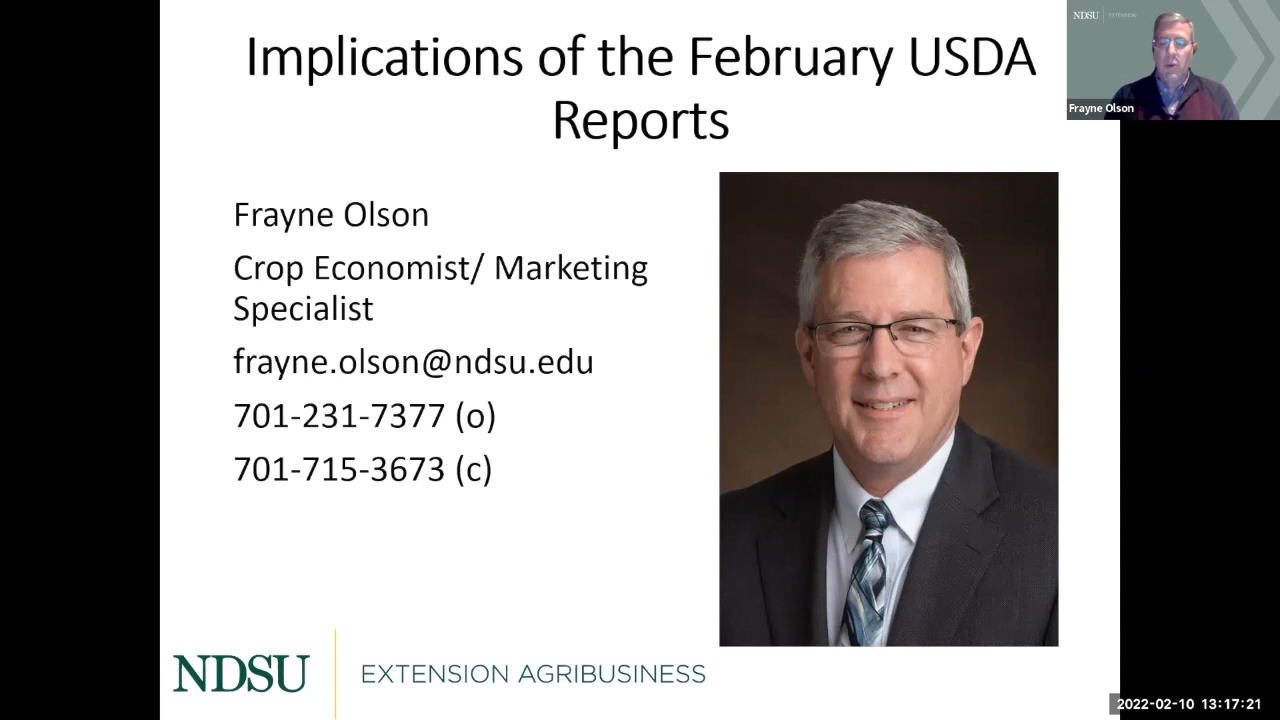 Implications of the February USDA
Reports
NDSU EXTENSION
Frayne Olson
Frayne Olson
Crop Economist/ Marketing
Specialist
frayne.olson@ndsu.edu
701-231-7377 (o)
701-715-3673 (c)
NDSU EXTENSION AGRIBUSINESS
2022-02-10 13:17:21